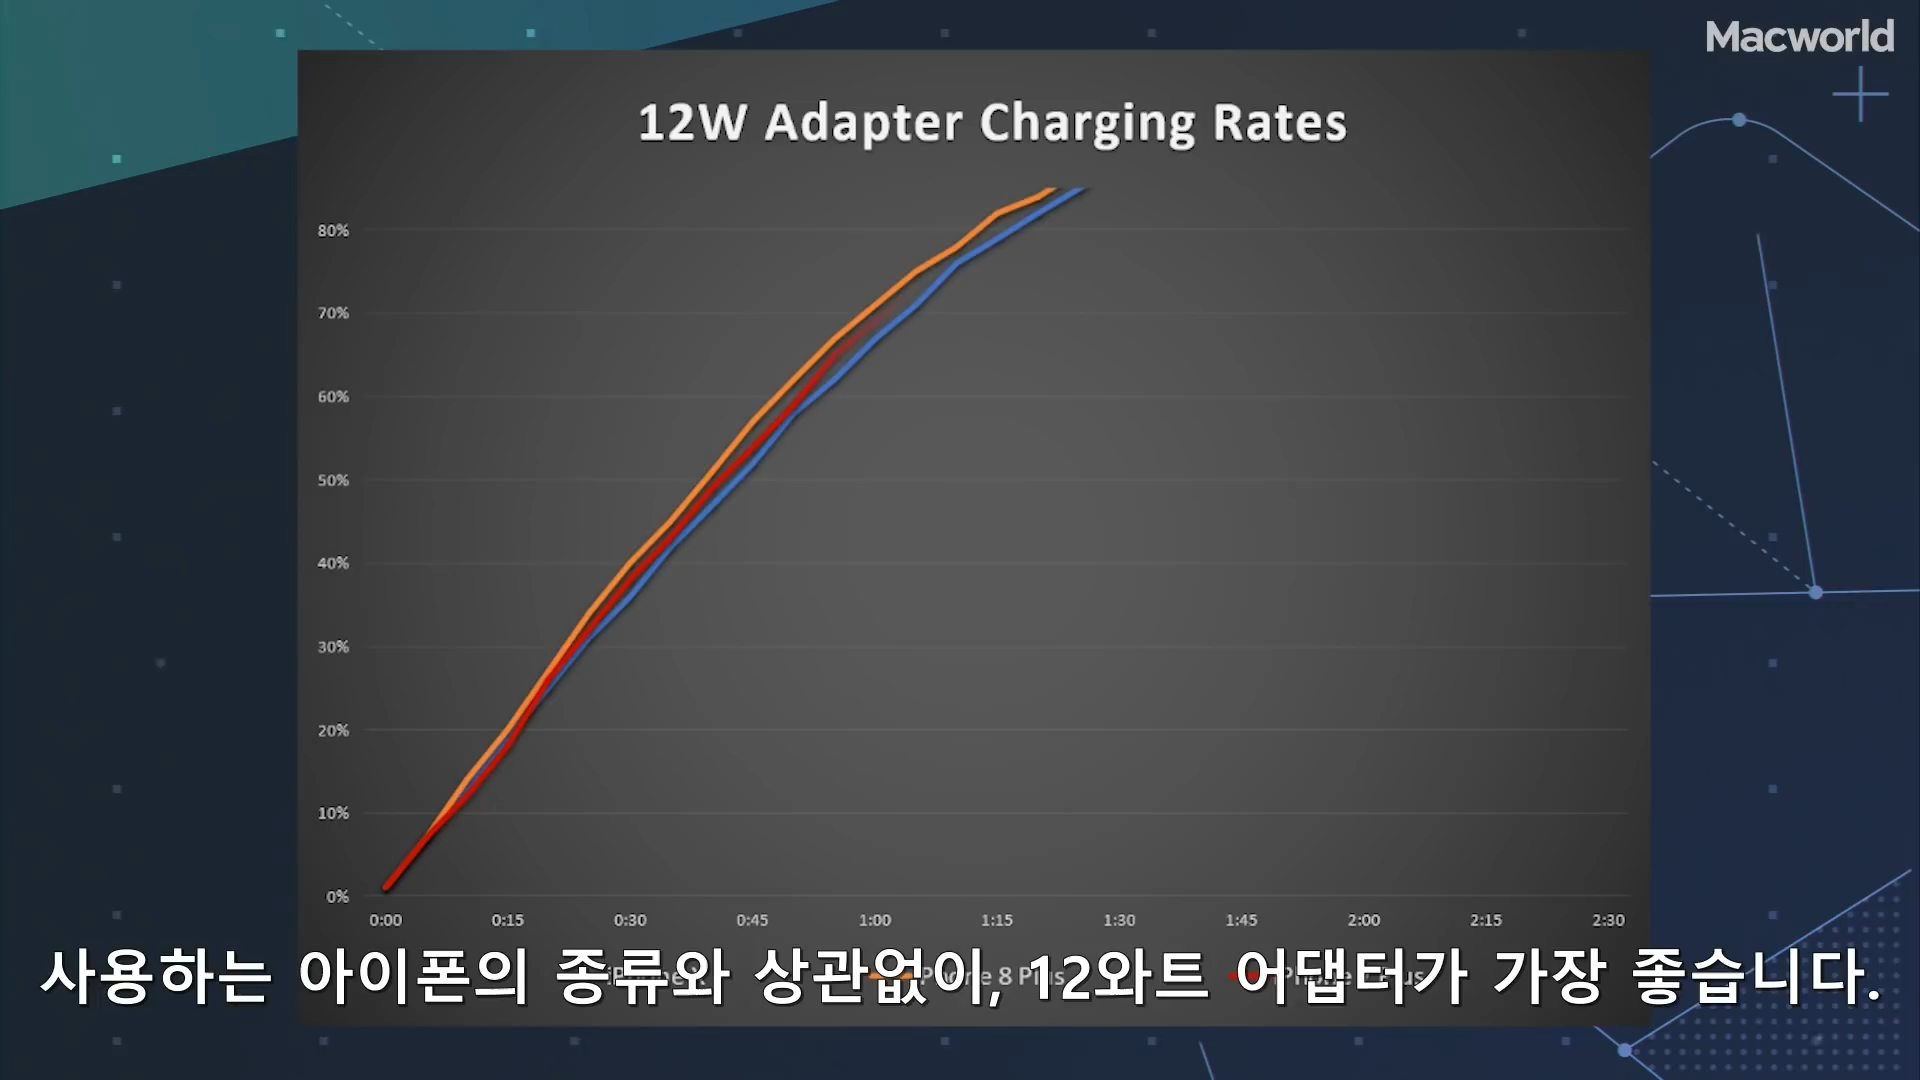 Macworld
12W Adapter Charging Rates
80%
70%
60%
50%
40%
30%
20%
10%
0%
0:00 0:15 0:30 0:45 1:00 1:15 1:30 1:45 2:00 2:15 2:30
사용하는 아이폰의 종류와 상관없이, 12와트 어댑터가 가장 좋습니다.
8 Plus